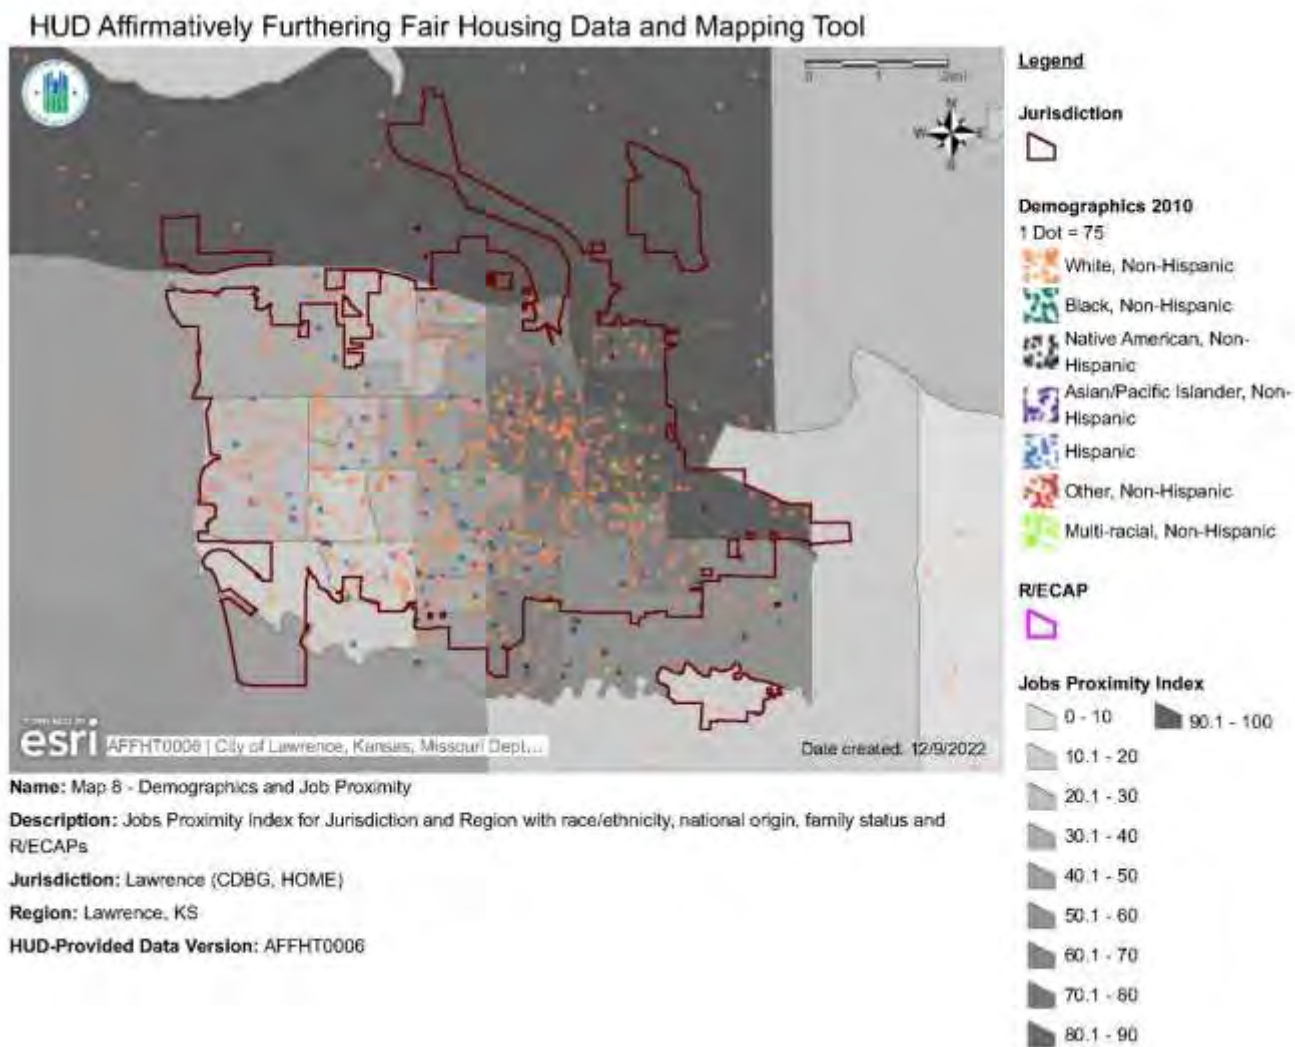 HUD Affirmatively Furthering Fair Housing Data and Mapping Tool
0 1 2mi
N
W E
S
esri AFFHT0006 | City of Lawrence, Kansas, Missouri Dept....
Date created: 12/9/2022
Name: Map 8 - Demographics and Job Proximity
Description: Jobs Proximity Index for Jurisdiction and Region with race/ethnicity, national origin, family status and
R/ECAPs
Jurisdiction: Lawrence (CDBG, HOME)
Region: Lawrence, KS
HUD-Provided Data Version: AFFHT0006
Legend
Jurisdiction
Demographics 2010
1 Dot = 75
White, Non-Hispanic
Black, Non-Hispanic
Native American, Non-
Hispanic
Asian/Pacific Islander, Non-
Hispanic
Hispanic
Other, Non-Hispanic
Multi-racial, Non-Hispanic
R/ECAP
Jobs Proximity Index
0 - 10 90.1 - 100
10.1 - 20
20.1 - 30
30.1 - 40
40.1 - 50
50.1 - 60
60.1 - 70
70.1 - 80
80.1 - 90